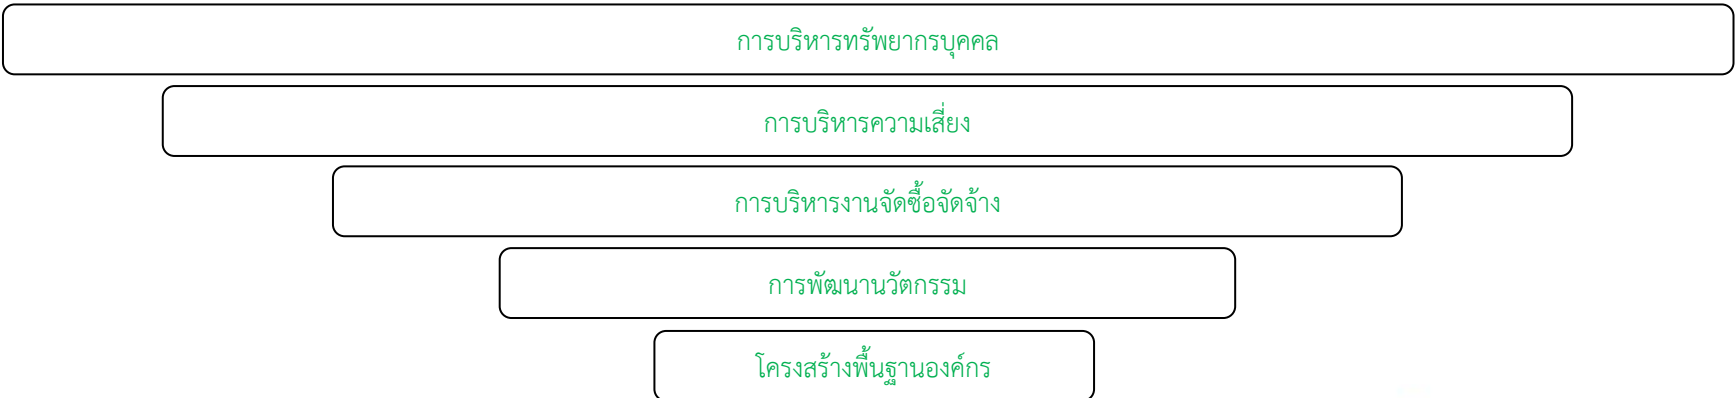 การบริหารทรัพยากรบุคคล
การบริหารความเสี่ยง
การบริหารงานจัดซื้อจัดจ้าง
การพัฒนานวัตกรรม
โครงสร้างพื้นฐานองค์กร